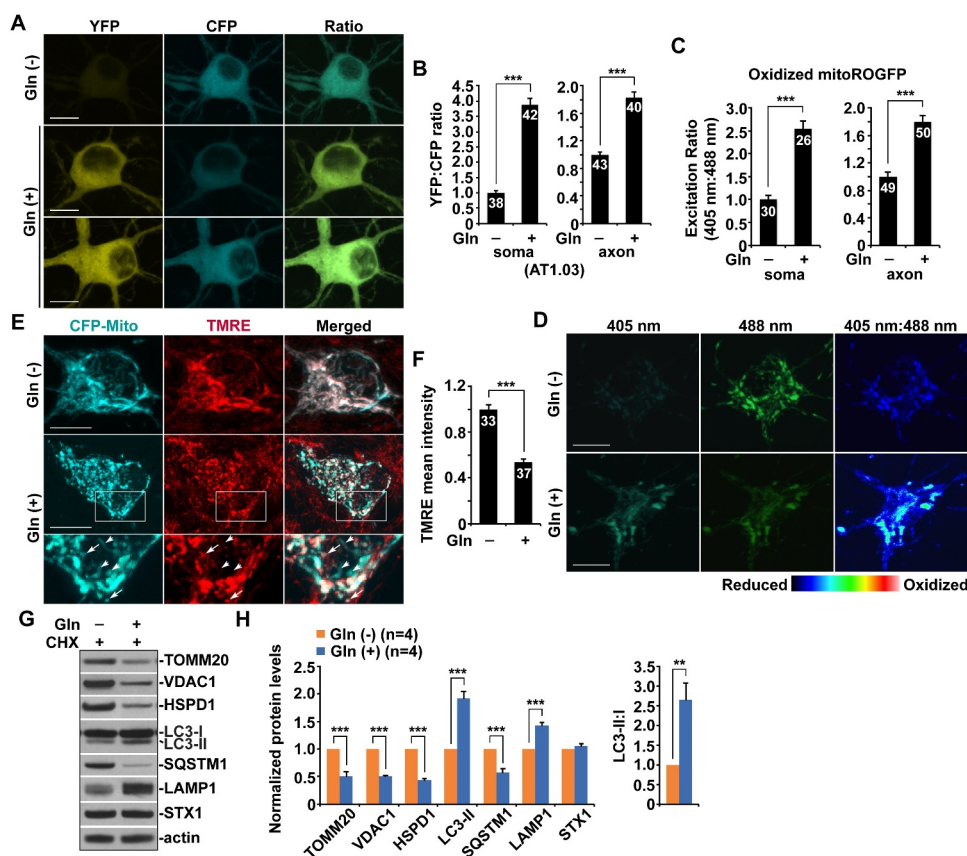 A
YFP
CFP
Ratio
Gln (-)
Gln (+)
B
YFP:CFP ratio
4.5
4.0
3.5
3.0
2.5
2.0
1.5
1.0
0.5
0
***
38
42
2.0
1.6
1.2
0.8
0.4
0
***
43
40
Gln
–
+
–
+
soma
axon
(AT1.03)
C
Oxidized mitoROGFP
Excitation Ratio
(405 nm:488 nm)
3.0
2.5
2.0
1.5
1.0
0.5
0
***
30
26
2.0
1.6
1.2
0.8
0.4
0
***
49
50
Gln
–
+
–
+
soma
axon
D
405 nm
488 nm
405 nm:488 nm
Gln (-)
Gln (+)
Reduced
Oxidized
E
CFP-Mito
TMRE
Merged
Gln (-)
Gln (+)
F
TMRE mean intensity
1.2
0.8
0.4
0
***
33
37
Gln
–
+
G
Gln – +
CHX + +
-TOMM20
-VDAC1
-HSPD1
-LC3-I
LC3-II
-SQSTM1
-LAMP1
-STX1
-actin
H
Gln (-) (n=4)
Gln (+) (n=4)
Normalized protein levels
2.5
2.0
1.5
1.0
0.5
0
***
***
***
***
***
***
TOMM20
VDAC1
HSPD1
LC3-II
SQSTM1
LAMP1
STX1
LC3-II:I
3.5
3.0
2.5
2.0
1.5
1.0
0.5
0
**